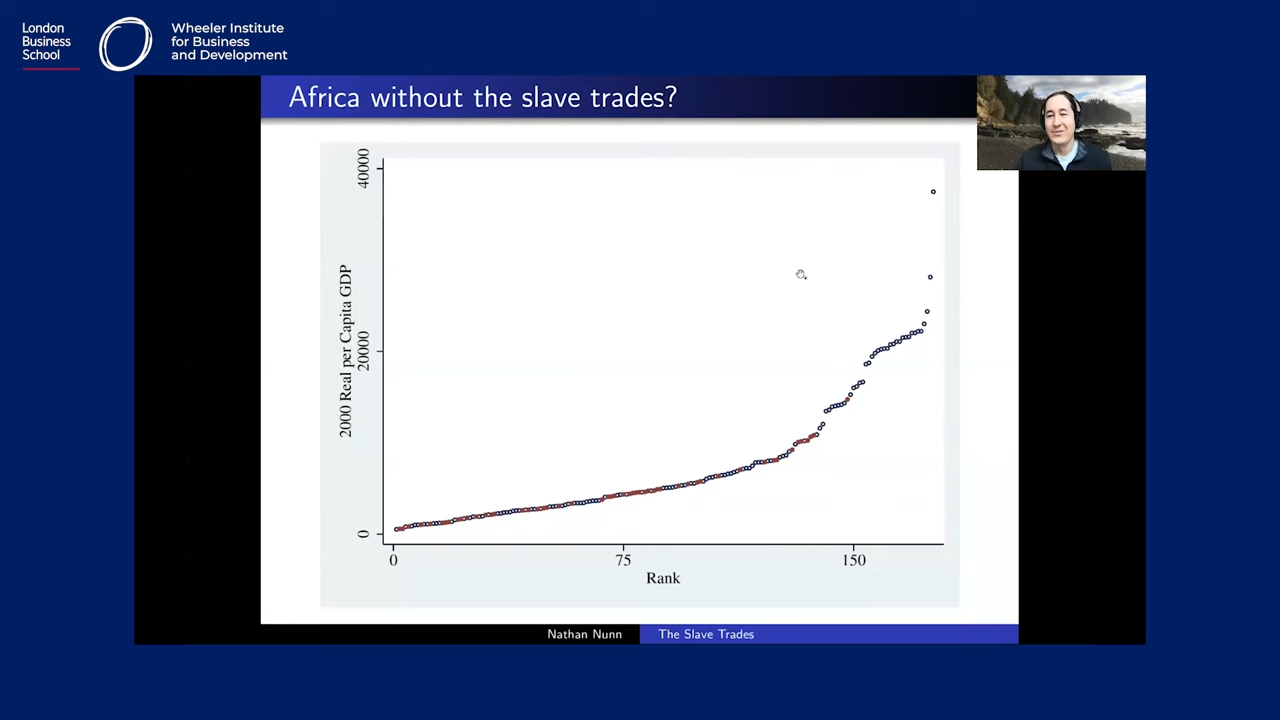 London
Business
School
Wheeler Institute
for Business
and Development
Africa without the slave trades?
2000 Real per Capita GDP
40000
20000
0
0
75
150
Rank
Nathan Nunn
The Slave Trades